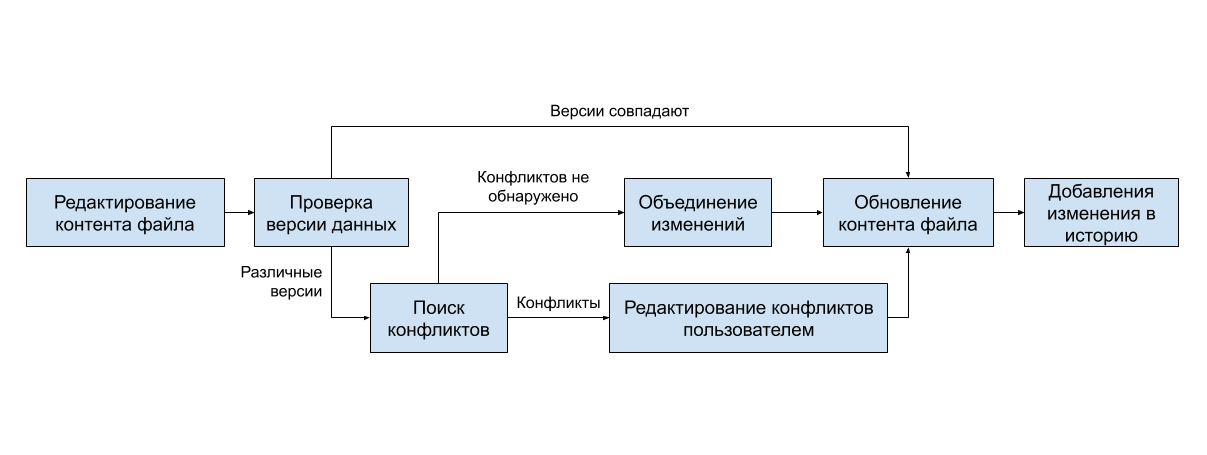 Версии совпадают
Конфликтов не
обнаружено
Редактирование
контента файла
Проверка
версии данных
Объединение
изменений
Обновление
контента файла
Добавления
изменения в
историю
Различные
версии
Поиск
конфликтов
Конфликты
Редактирование конфликтов
пользователем